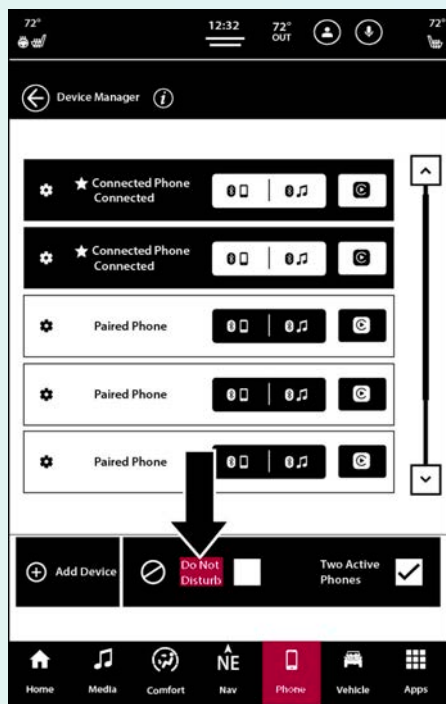 72°
12:32
72°
OUT
72°
Device Manager
Connected Phone
Connected
Connected Phone
Connected
Paired Phone
Paired Phone
Paired Phone
Add Device
Do Not
Disturb
Two Active
Phones
NE
Home
Media
Comfort
Nav
Phone
Vehicle
Apps